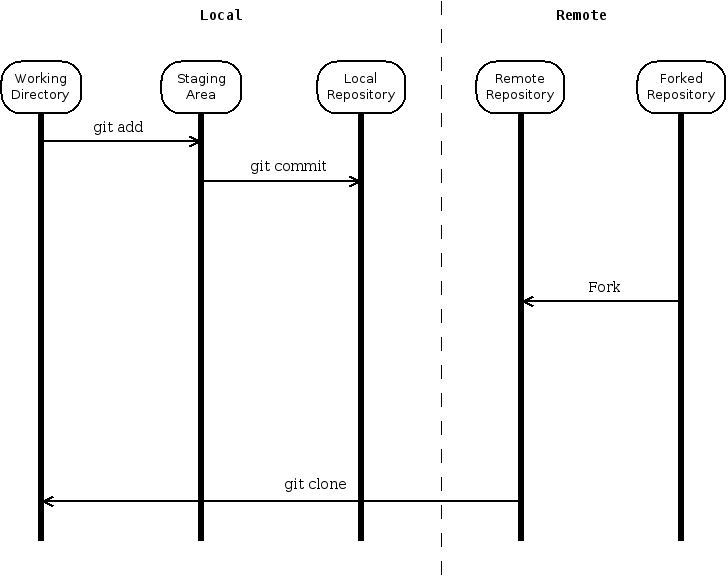 Local
Remote
Working
Directory
Staging
Area
Local
Repository
Remote
Repository
Forked
Repository
git add
git commit
Fork
git clone